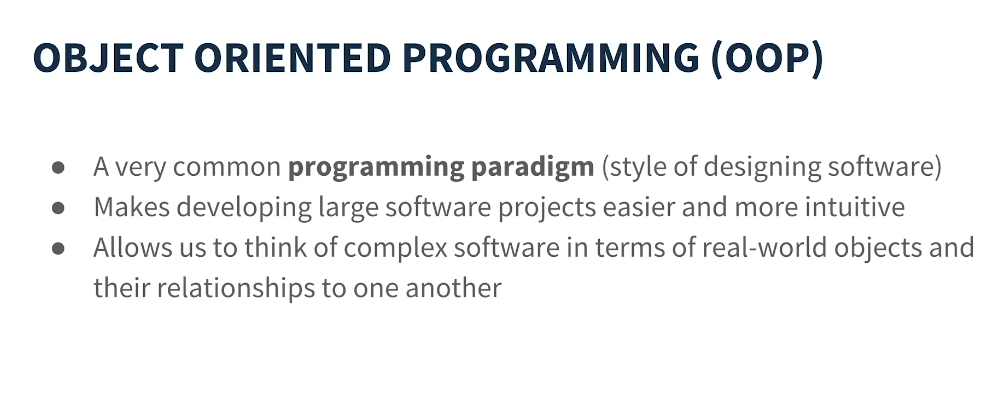 OBJECT ORIENTED PROGRAMMING (OOP)
● A very common programming paradigm (style of designing software)
● Makes developing large software projects easier and more intuitive
● Allows us to think of complex software in terms of real-world objects and
their relationships to one another